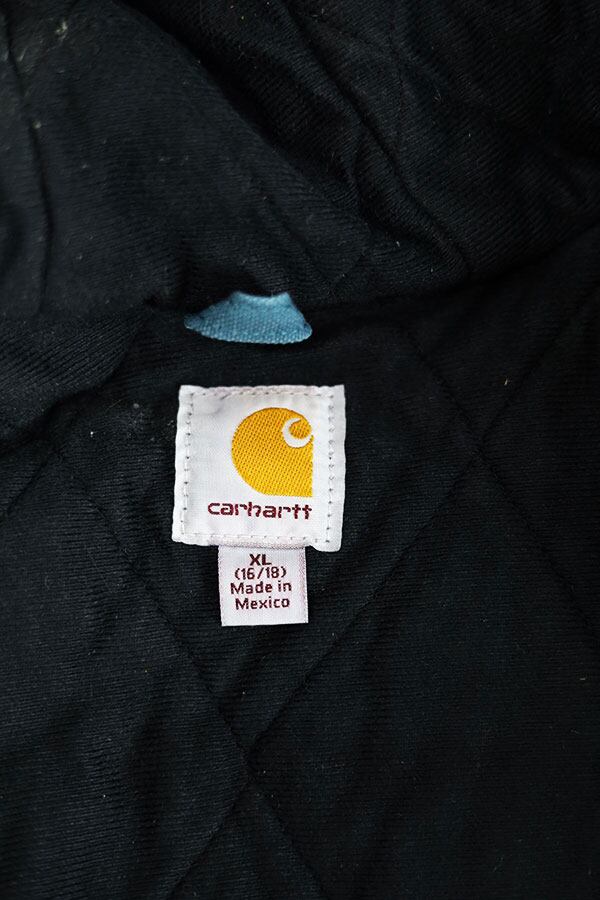 carhartt
XL
(16/18)
Made in
Mexico